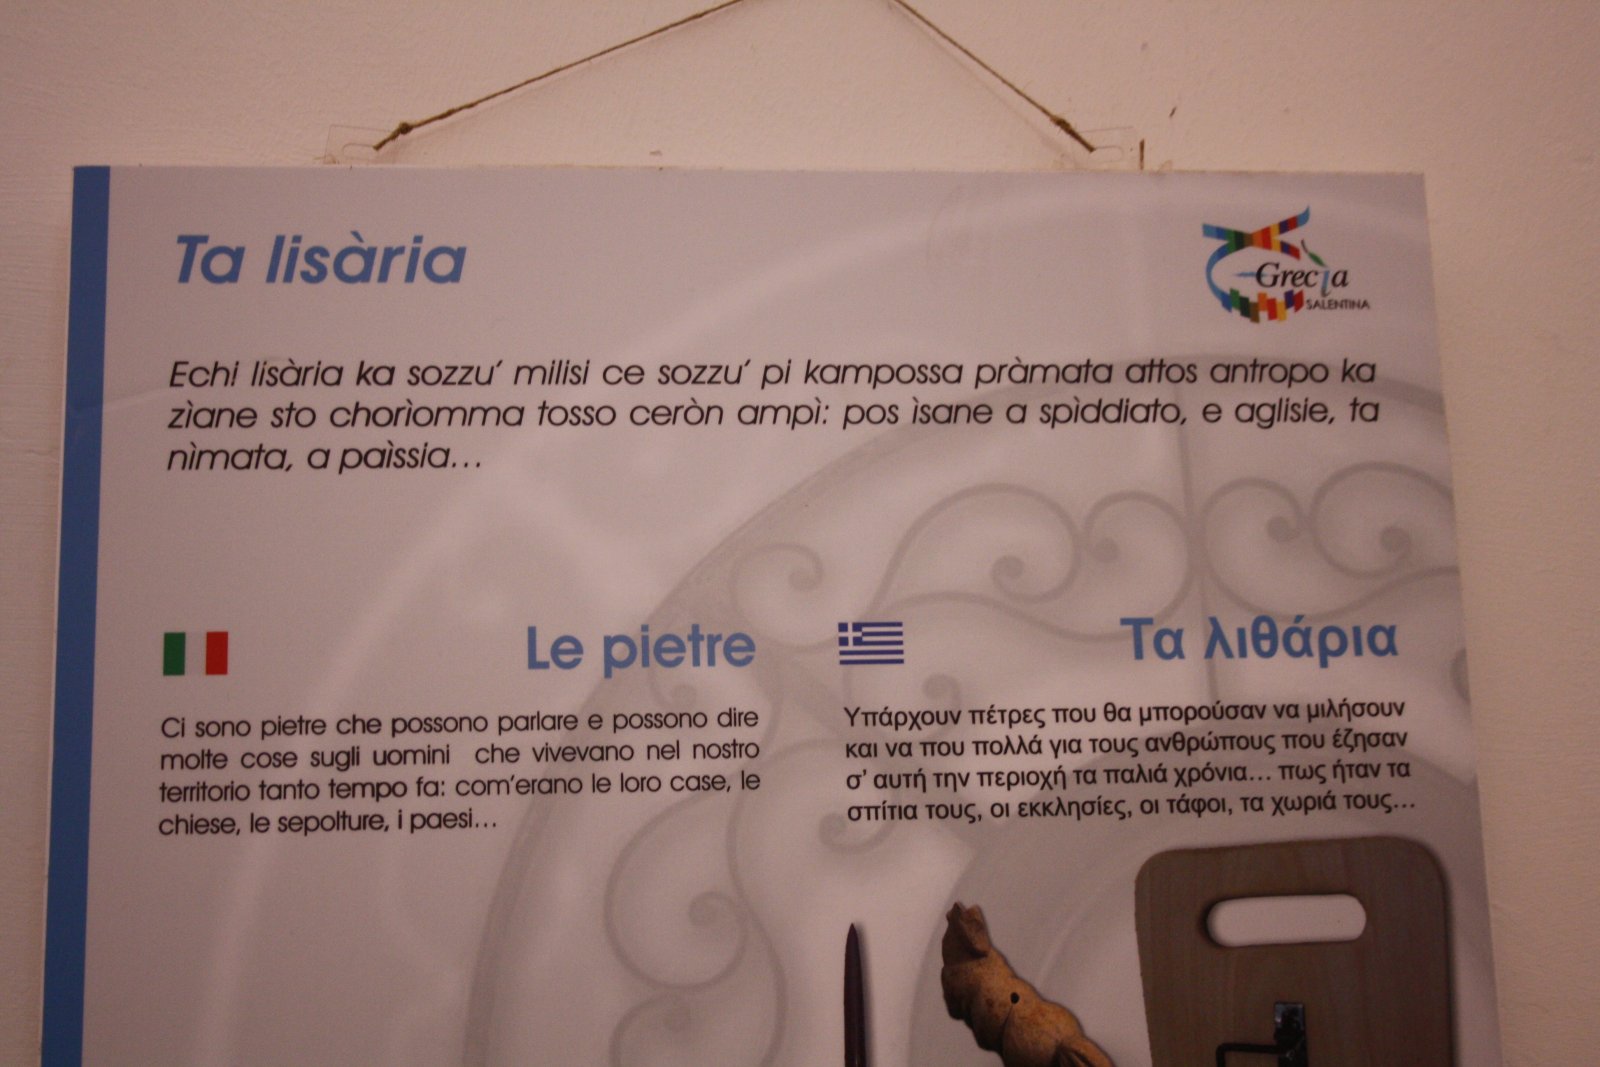 Ta lisària
Grecìa
SALENTINA
Echi lisària ka sozzu' milisi ce sozzu' pi kampossa pràmata attos antropo ka
zìane sto chorìomma tosso ceròn ampì: pos ìsane a spìddiato, e aglisie, ta
nìmata, a paìssia...
Le pietre
Ci sono pietre che possono parlare e possono dire
molte cose sugli uomini che vivevano nel nostro
territorio tanto tempo fa: com'erano le loro case, le
chiese, le sepolture, i paesi...
Τα λιθάρια
Υπάρχουν πέτρες που θα μπορούσαν να μιλήσουν
και να που πολλά για τους ανθρώπους που έζησαν
σ' αυτή την περιοχή τα παλιά χρόνια... πως ήταν τα
σπίτια τους, οι εκκλησίες, οι τάφοι, τα χωριά τους...